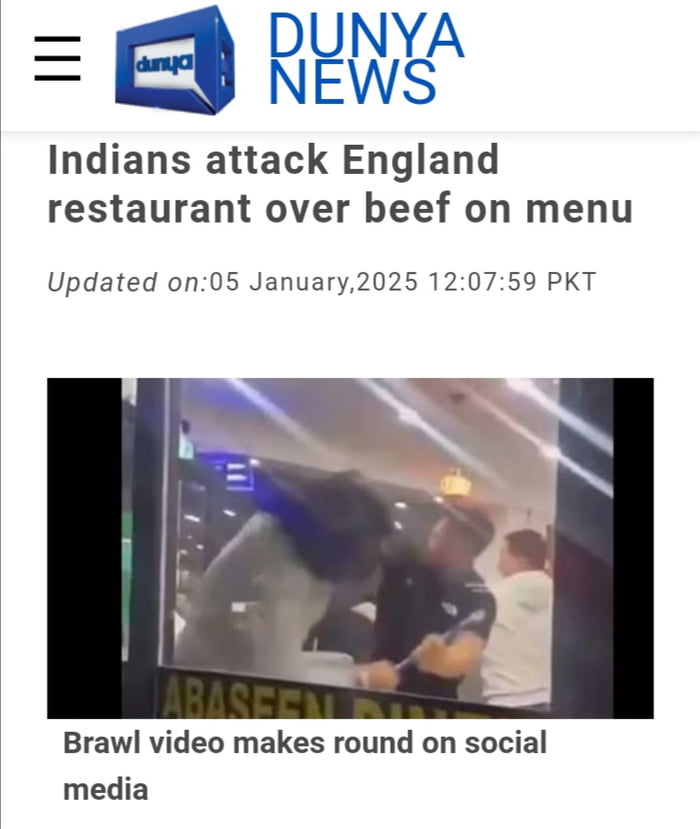 dunya
DUNYA
NEWS
Indians attack England
restaurant over beef on menu
Updated on:05 January,2025 12:07:59 PKT
ABASEEN
Brawl video makes round on social
media